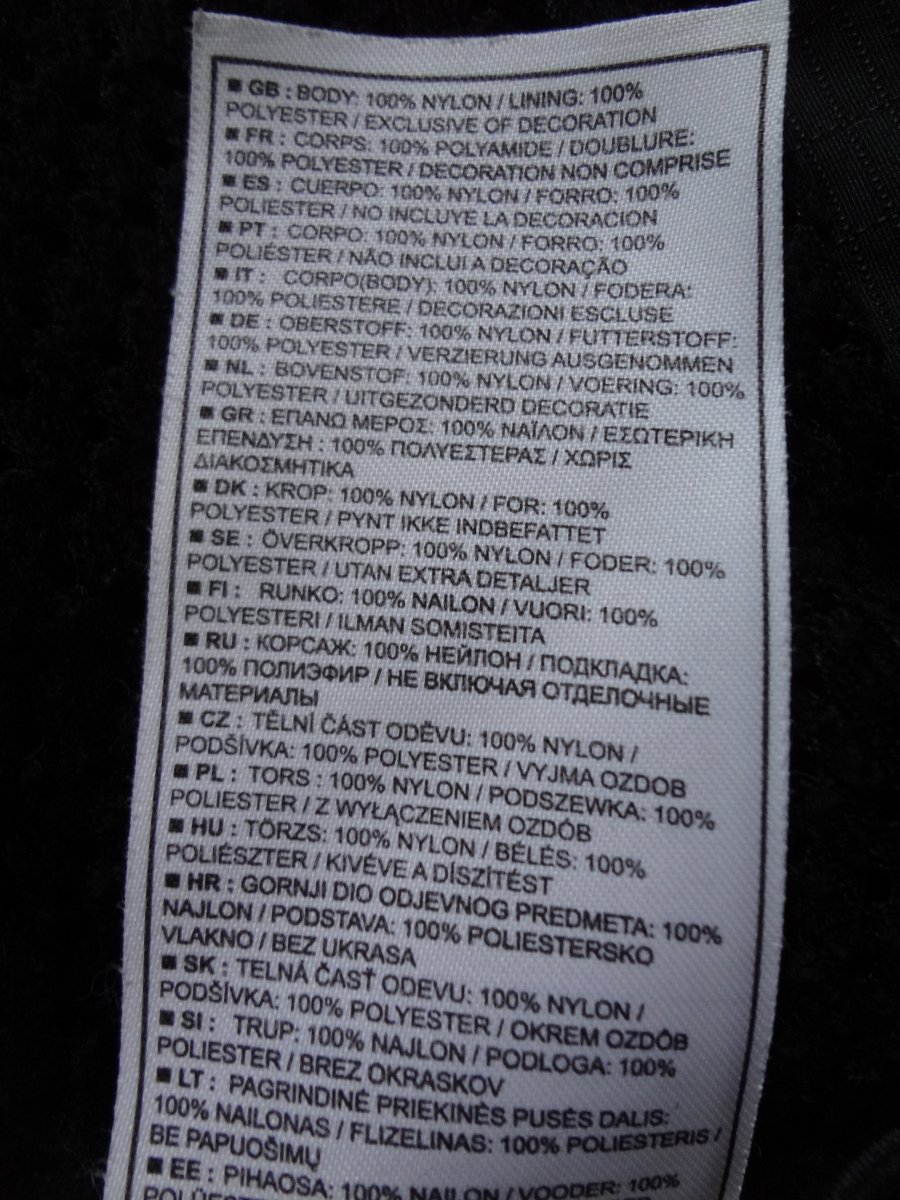 ■ GB : BODY: 100% NYLON / LINING: 100%
POLYESTER / EXCLUSIVE OF DECORATION
■ FR : CORPS: 100% POLYAMIDE / DOUBLURE:
100% POLYESTER / DECORATION NON COMPRISE
■ ES : CUERPO: 100% NYLON / FORRO: 100%
POLIESTER / NO INCLUYE LA DECORACION
■ PT : CORPO: 100% NYLON / FORRO: 100%
POLIÉSTER / NÃO INCLUI A DECORAÇÃO
■ IT : CORPO(BODY): 100% NYLON / FODERA:
100% POLIESTERE / DECORAZIONI ESCLUSE
■ DE : OBERSTOFF: 100% NYLON / FUTTERSTOFF:
100% POLYESTER / VERZIERUNG AUSGENOMMEN
■ NL : BOVENSTOF: 100% NYLON / VOERING: 100%
POLYESTER / UITGEZONDERD DECORATIE
■ GR : ΕΠΑΝΩ ΜΕΡΟΣ: 100% ΝΑΪΛΟΝ / ΕΣΩΤΕΡΙΚΗ
ΕΠΕΝΔΥΣΗ : 100% ΠΟΛΥΕΣΤΕΡΑΣ / ΧΩΡΙΣ
ΔΙΑΚΟΣΜΗΤΙΚΑ
■ DK : KROP: 100% NYLON / FOR: 100%
POLYESTER / PYNT IKKE INDBEFATTET
■ SE : ÖVERKROPP: 100% NYLON / FODER: 100%
POLYESTER / UTAN EXTRA DETALJER
■ FI : RUNKO: 100% NAILON / VUORI: 100%
POLYESTERI / ILMAN SOMISTEITA
■ RU : КОРСАЖ: 100% НЕЙЛОН / ПОДКЛАДКА:
100% ПОЛИЭФИР / НЕ ВКЛЮЧАЯ ОТДЕЛОЧНЫЕ
МАТЕРИАЛЫ
■ CZ : TĚLNÍ ČÁST ODĚVU: 100% NYLON /
PODŠÍVKA: 100% POLYESTER / VYJMA OZDOB
■ PL : TORS : 100% NYLON / PODSZEWKA: 100%
POLIESTER / Z WYŁĄCZENIEM OZDÓB
■ HU : TÖRZS: 100% NYLON / BÉLÉS: 100%
POLIÉSZTER / KIVÉVE A DÍSZÍTÉST
■ HR : GORNJI DIO ODJEVNOG PREDMETA: 100%
NAJLON / PODSTAVA: 100% POLIESTERSKO
VLAKNO / BEZ UKRASA
■ SK : TELNÁ ČASŤ ODEVU: 100% NYLON /
PODŠÍVKA: 100% POLYESTER / OKREM OZDÔB
■ SI : TRUP: 100% NAJLON / PODLOGA: 100%
POLIESTER / BREZ OKRASKOV
■ LT : PAGRINDINĖ PRIEKINĖS PUSĖS DALIS:
100% NAILONAS / FLIZELINAS: 100% POLIESTERIS /
BE PAPUOŠIMŲ
■ EE : PIHAOSA: 100% NAILON / VOODER: 100%